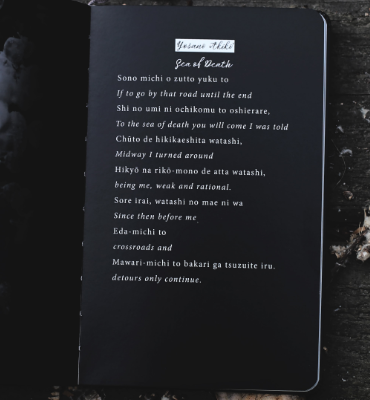 Yosano Akiko
Sea of Death
Sono michi o zutto yuku to
If to go by that road until the end
Shi no umi ni ochikomu to oshierare,
To the sea of death you will come I was told
Chūto de hikikaeshita watashi,
Midway I turned around
Hikyō na rikō-mono de atta watashi,
being me, weak and rational.
Sore irai, watashi no mae ni wa
Since then before me
Eda-michi to
crossroads and
Mawari-michi to bakari ga tsuzuite iru.
detours only continue.